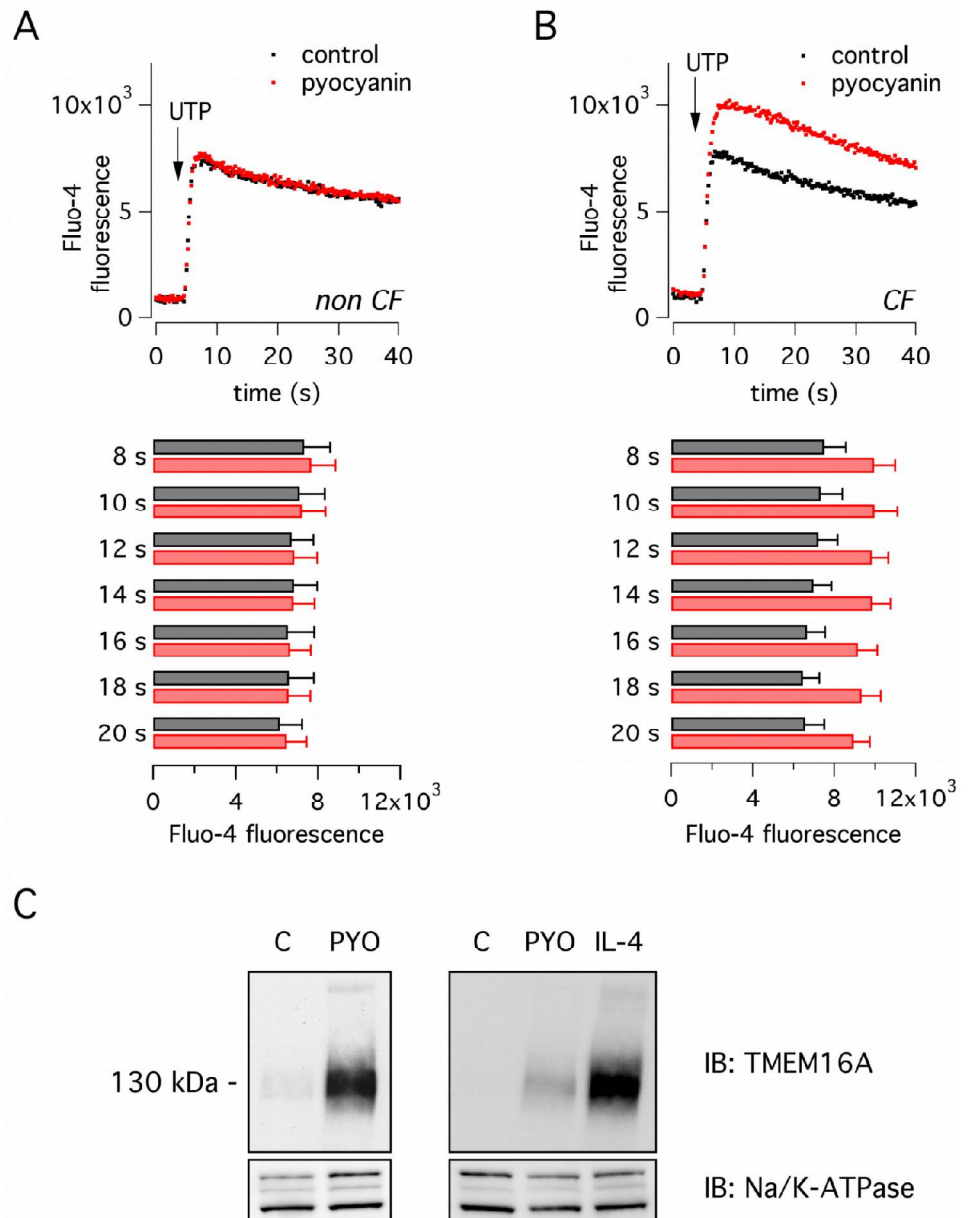 A
control
pyocyanin
UTP
10x10³
5
0
Fluo-4
fluorescence
non CF
0 10 20 30 40
time (s)
8 s
10 s
12 s
14 s
16 s
18 s
20 s
0 4 8 12x10³
Fluo-4 fluorescence
B
control
pyocyanin
UTP
10x10³
5
0
Fluo-4
fluorescence
CF
0 10 20 30 40
time (s)
8 s
10 s
12 s
14 s
16 s
18 s
20 s
0 4 8 12x10³
Fluo-4 fluorescence
C
C PYO
C PYO IL-4
130 kDa -
IB: TMEM16A
IB: Na/K-ATPase